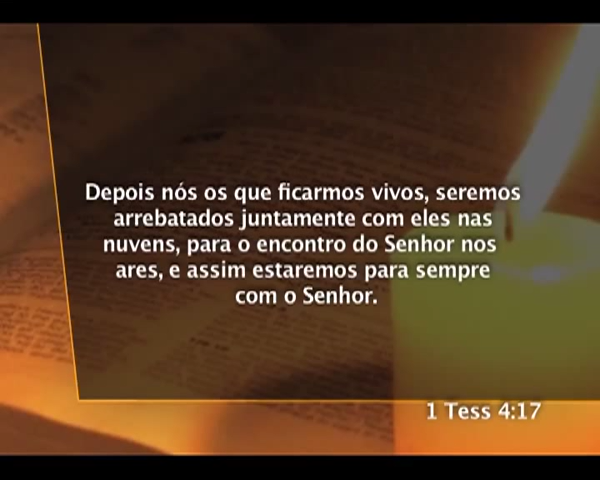 Depois nós os que ficarmos vivos, seremos
arrebatados juntamente com eles nas
nuvens, para o encontro do Senhor nos
ares, e assim estaremos para sempre
com o Senhor.
1 Tess 4:17